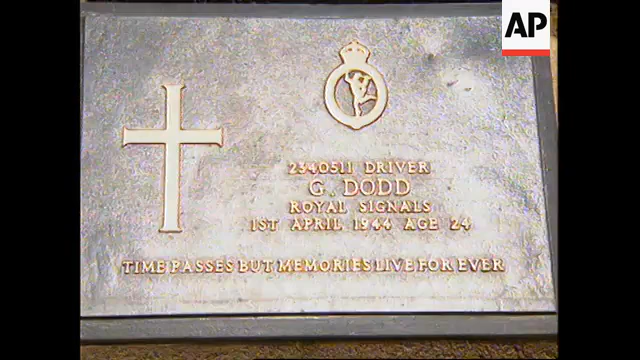 AP
2340511 DRIVER
G. DODD
ROYAL SIGNALS
1ST APRIL 1944 AGE 24
TIME PASSES BUT MEMORIES LIVE FOR EVER